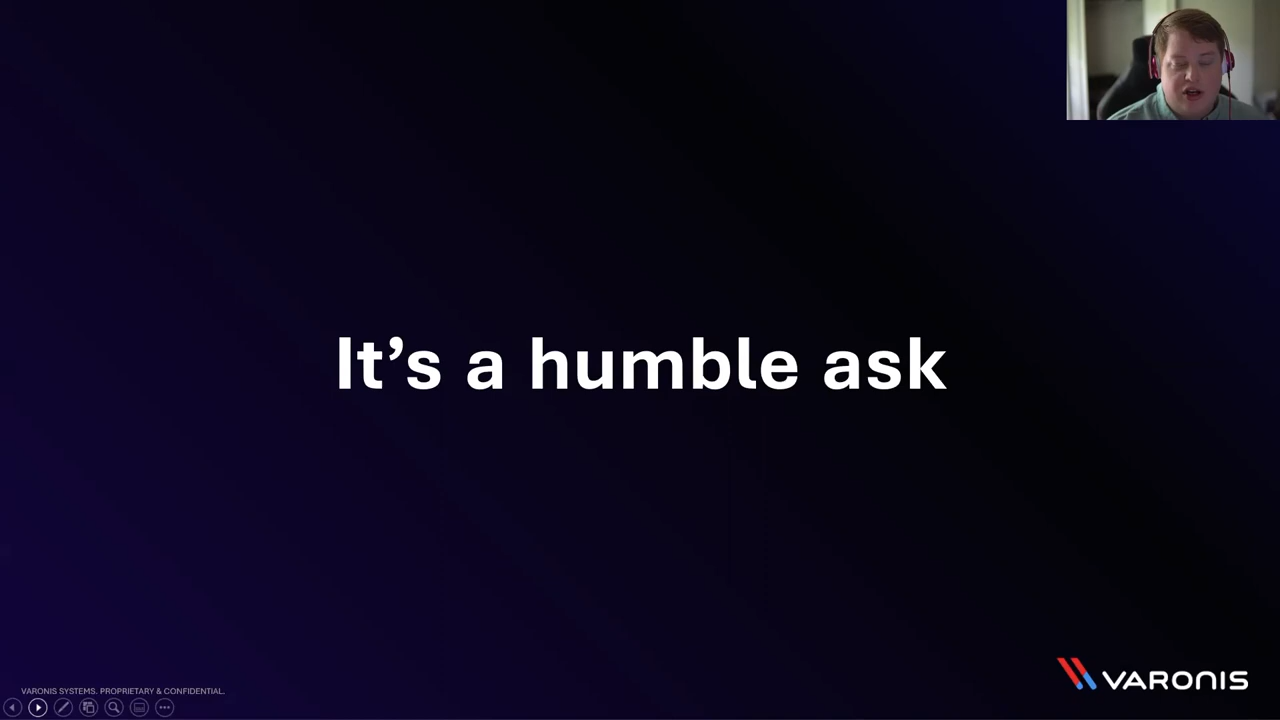 It’s a humble ask
VARONIS
VARONIS SYSTEMS. PROPRIETARY & CONFIDENTIAL.